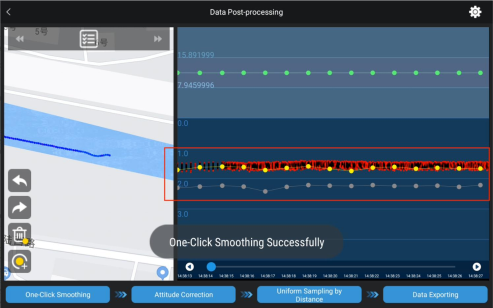 Data Post-processing
5号
号
15.891999
7.9459996
0.0
1.0
2.0
3.0
One-Click Smoothing Successfully
14:38:13 14:38:14 14:38:15 14:38:16 14:38:17 14:38:18 14:38:19 14:38:20 14:38:21 14:38:22 14:38:23 14:38:24 14:38:25 14:38:26 14:38:27
One-Click Smoothing
Attitude Correction
Uniform Sampling by
Distance
Data Exporting